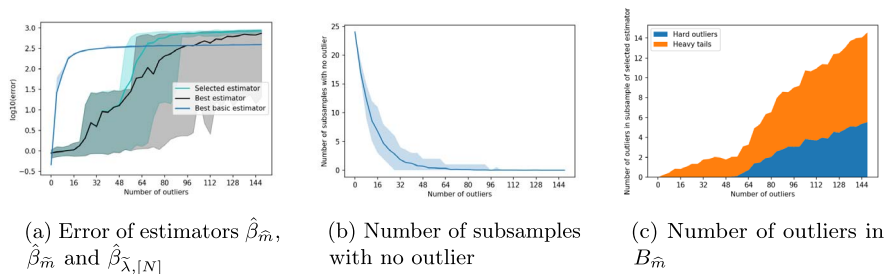 log10(error)
3.0
2.5
2.0
1.5
1.0
0.5
0.0
−0.5
Selected estimator
Best estimator
Best basic estimator
0 16 32 48 64 80 96 112 128 144
Number of outliers
Number of subsamples with no outlier
25
20
15
10
5
0
0 16 32 48 64 80 96 112 128 144
Number of outliers
Number of outliers in subsample of selected estimator
14
12
10
8
6
4
2
0
Hard outliers
Heavy tails
0 16 32 48 64 80 96 112 128 144
Number of outliers
(a) Error of estimators β̂_m̂,
β̂_m̃ and β̂_λ̃,[N]
(b) Number of subsamples
with no outlier
(c) Number of outliers in
B_m̂